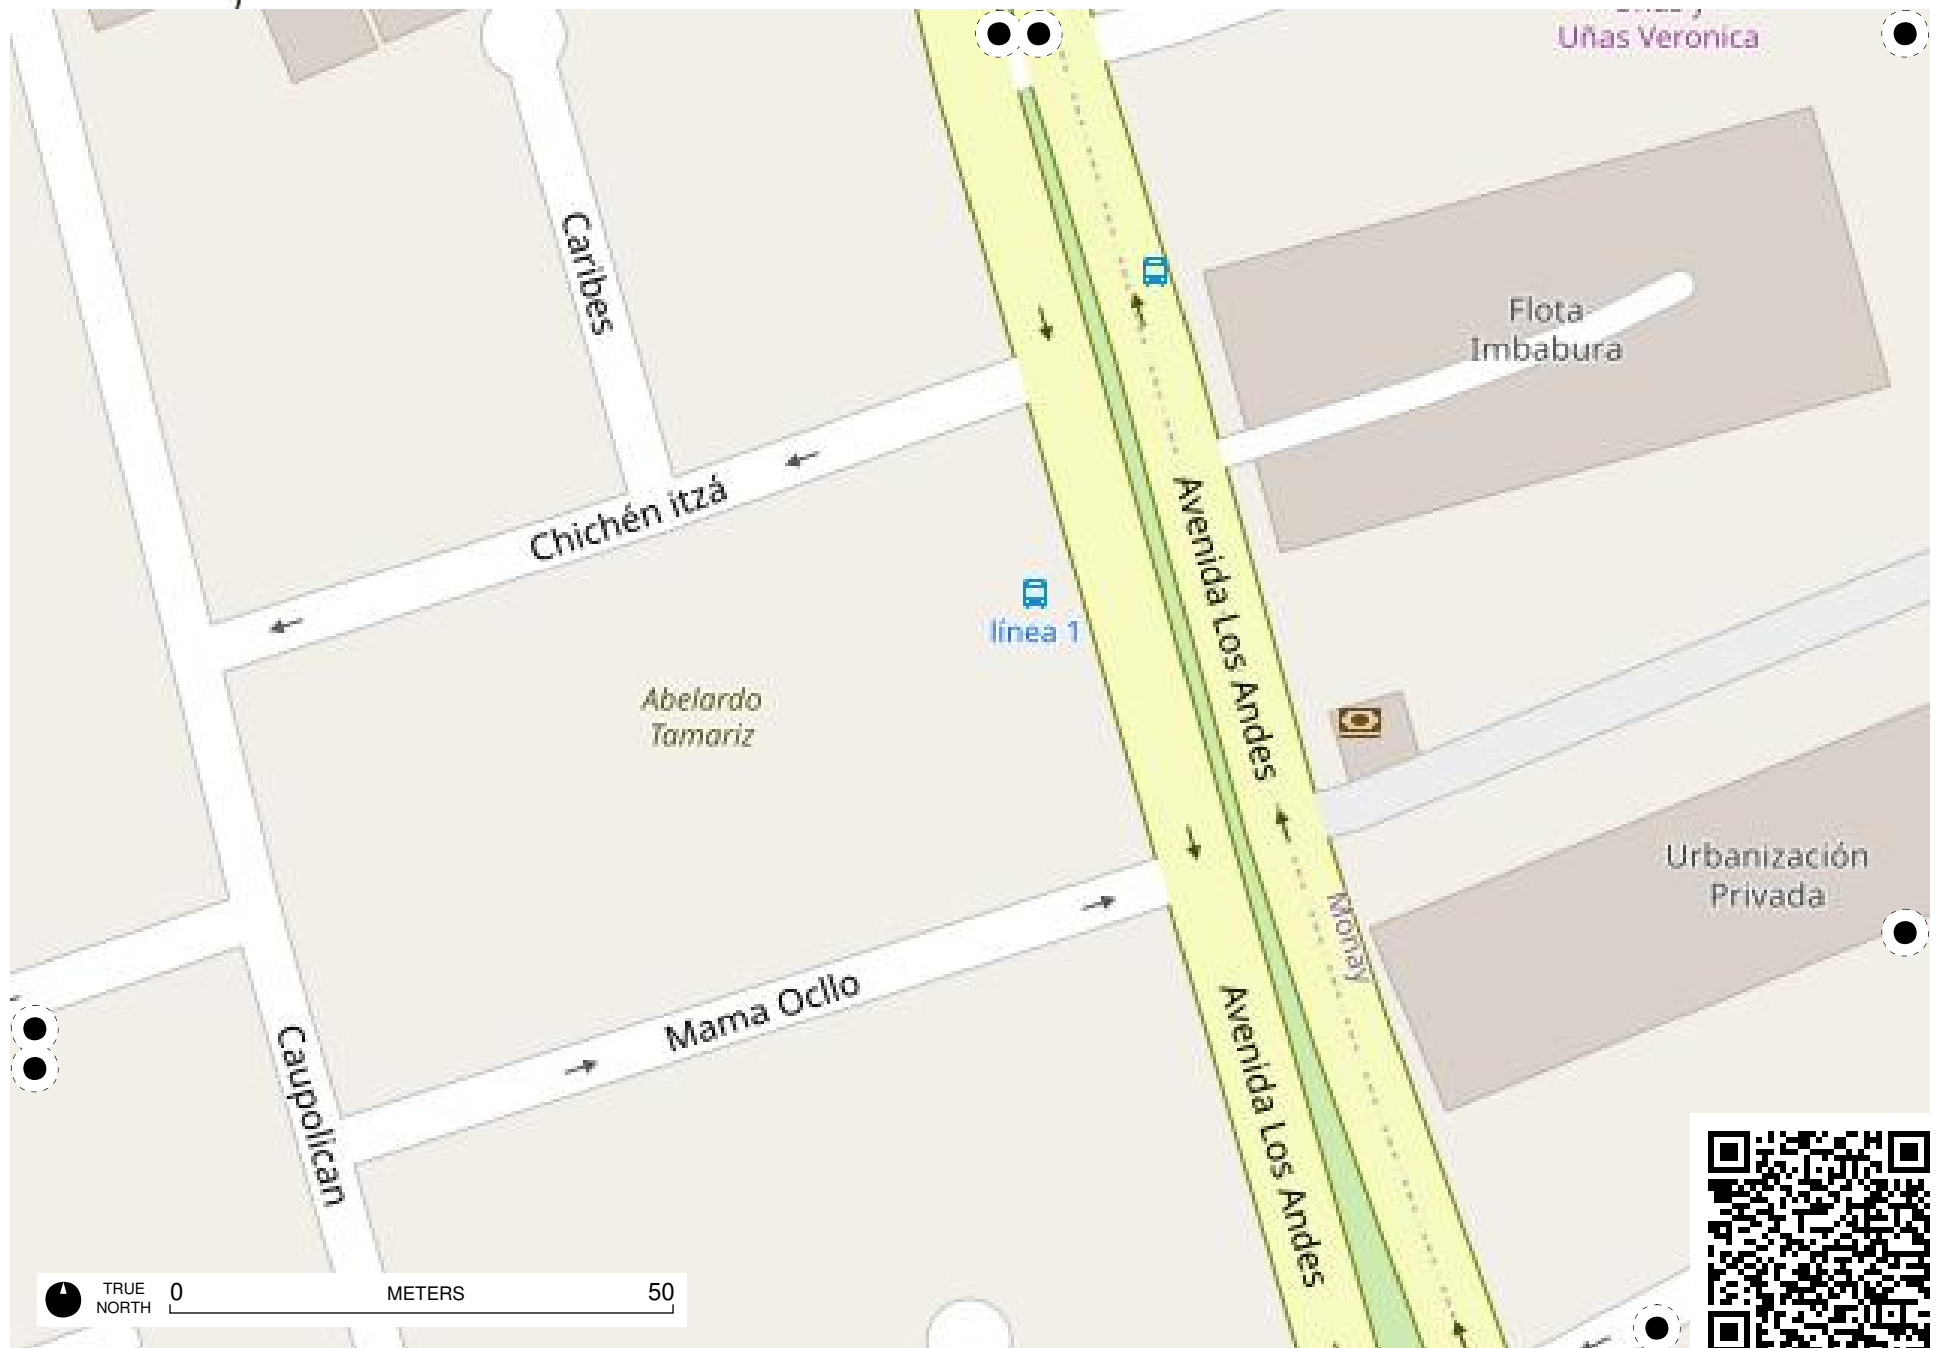 Uñas Veronica
Caribes
Flota
Imbabura
Chichén itzá
Avenida Los Andes
línea 1
Abelardo
Tamariz
Urbanización
Privada
Monay
Mama Ocllo
Avenida Los Andes
Caupolican
TRUE
NORTH
0 METERS 50